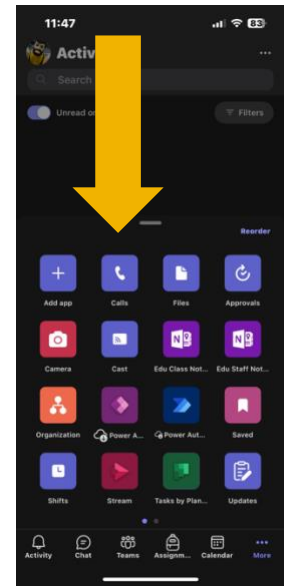 11:47
83
Activ
Search
Unread o
Filters
Reorder
Add app
Calls
Files
Approvals
Camera
Cast
Edu Class Not...
Edu Staff Not...
Organization
Power A...
Power Aut...
Saved
Shifts
Stream
Tasks by Plan...
Updates
Activity
Chat
Teams
Assignm...
Calendar
More